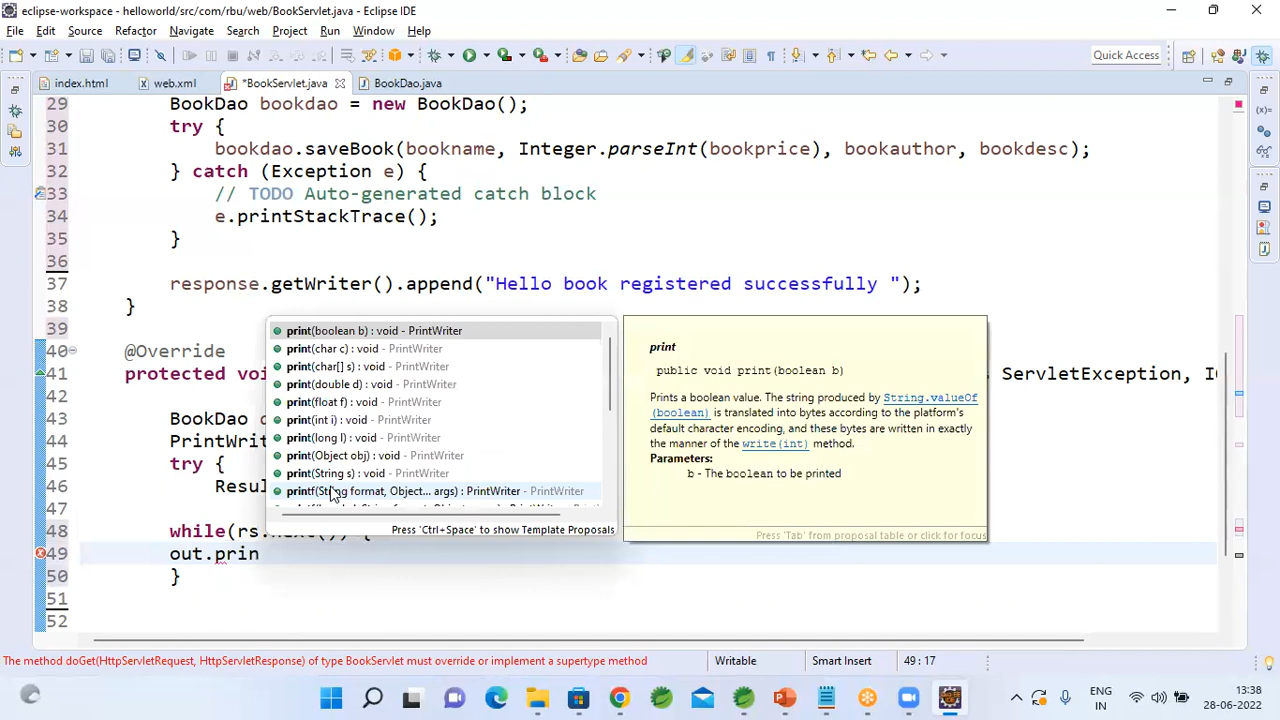 eclipse-workspace - helloworld/src/com/rbu/web/BookServlet.java - Eclipse IDE
File Edit Source Refactor Navigate Search Project Run Window Help
Quick Access
index.html web.xml *BookServlet.java BookDao.java
29 BookDao bookdao = new BookDao();
30 try {
31 bookdao.saveBook(bookname, Integer.parseInt(bookprice), bookauthor, bookdesc);
32 } catch (Exception e) {
33 // TODO Auto-generated catch block
34 e.printStackTrace();
35 }
36
37 response.getWriter().append("Hello book registered successfully ");
38 }
39
40 @Override
41 protected voi s ServletException, I
43 BookDao
44 PrintWrit
45 try {
46 Resul
47
48 while(rs.next()) {
49 out.prin
50 }
51
52
print(boolean b) : void - PrintWriter
print(char c) : void - PrintWriter
print(char[] s) : void - PrintWriter
print(double d) : void - PrintWriter
print(float f) : void - PrintWriter
print(int i) : void - PrintWriter
print(long l) : void - PrintWriter
print(Object obj) : void - PrintWriter
print(String s) : void - PrintWriter
printf(String format, Object... args) : PrintWriter - PrintWriter
Press 'Ctrl+Space' to show Template Proposals
print
public void print(boolean b)
Prints a boolean value. The string produced by String.valueOf
(boolean) is translated into bytes according to the platform's
default character encoding, and these bytes are written in exactly
the manner of the write(int) method.
Parameters:
b - The boolean to be printed
Press 'Tab' from proposal table or click for focus
The method doGet(HttpServletRequest, HttpServletResponse) of type BookServlet must override or implement a supertype method
Writable Smart Insert 49 : 17
ENG
IN
13:38
28-06-2022